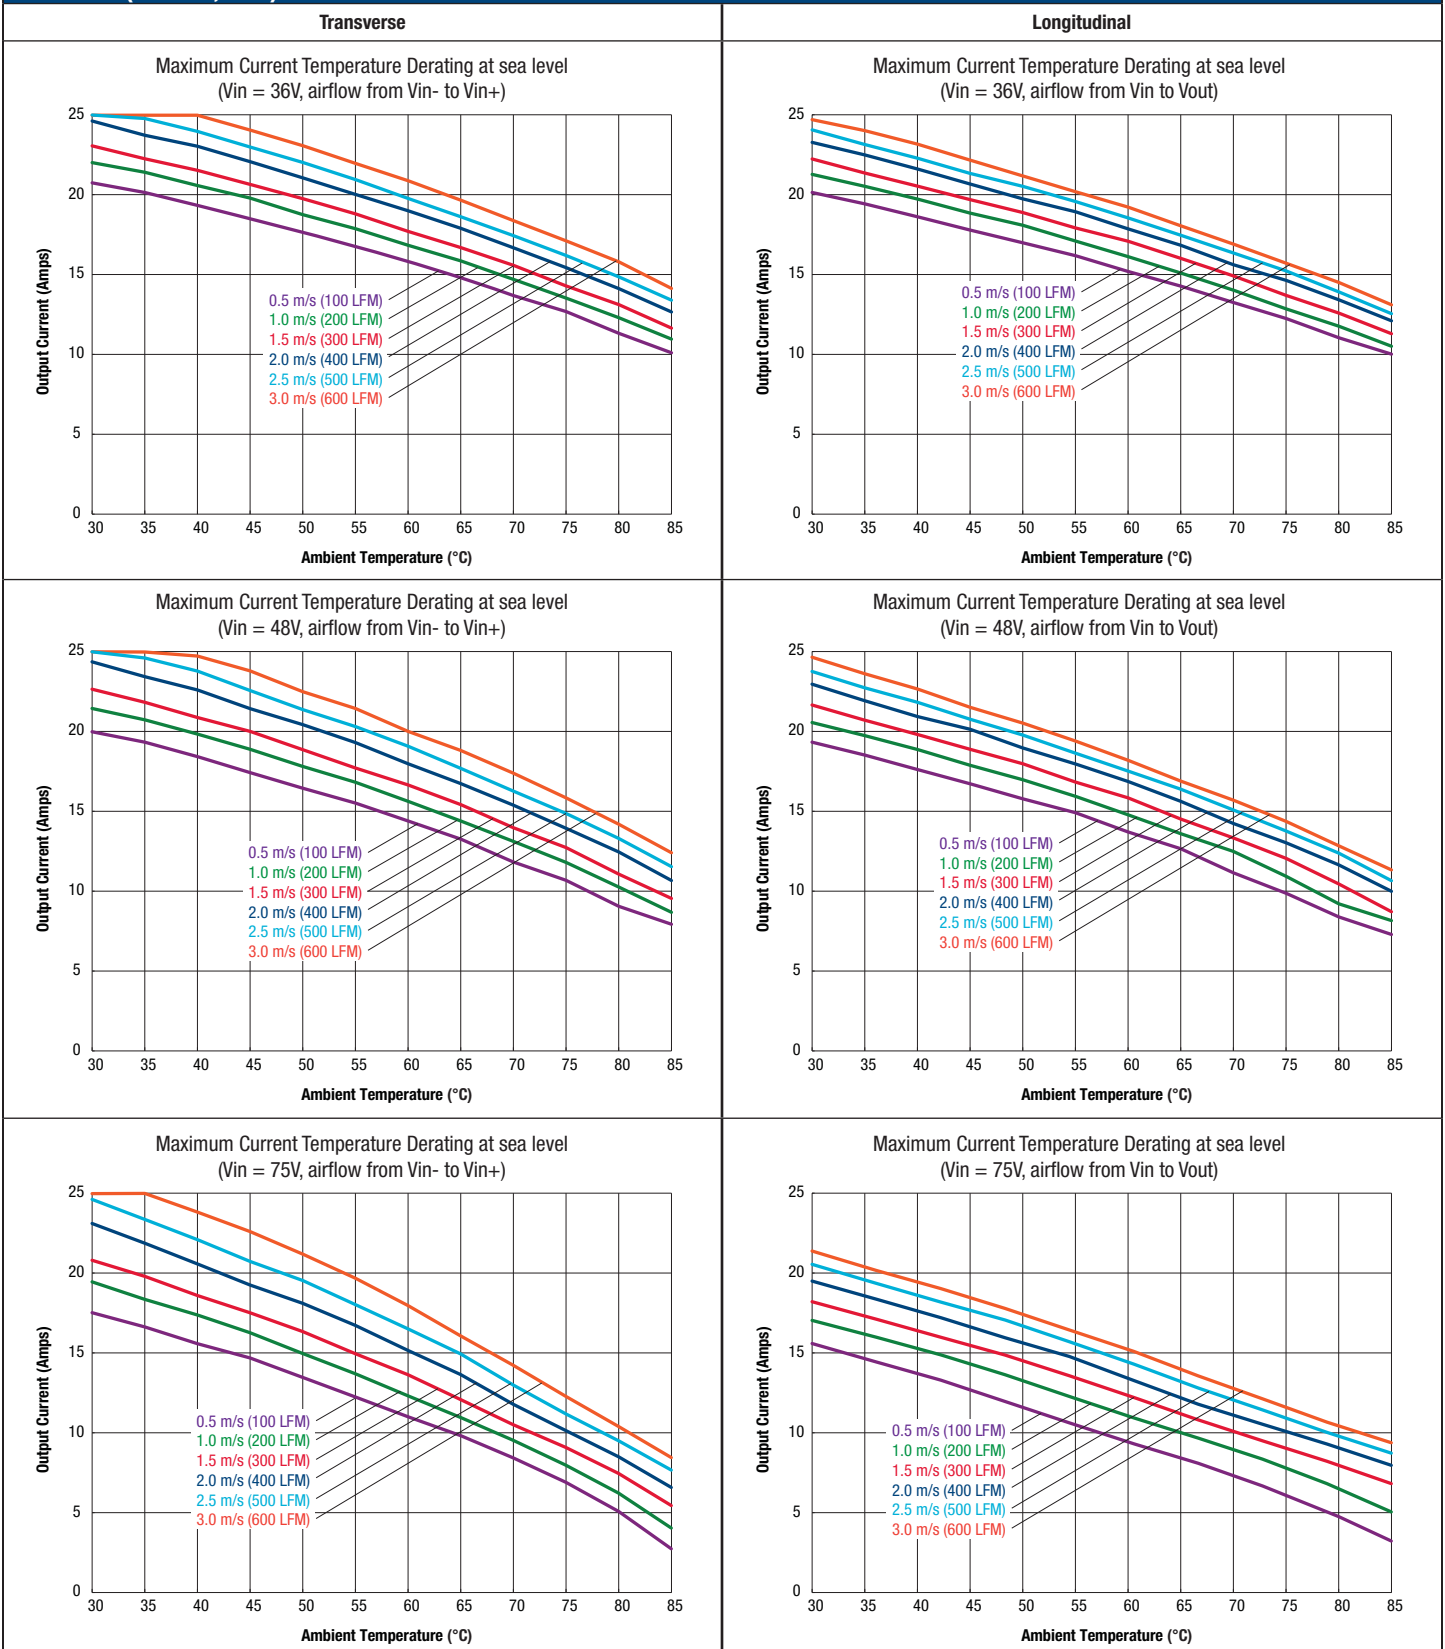 Transverse
Longitudinal
Maximum Current Temperature Derating at sea level
(Vin = 36V, airflow from Vin- to Vin+)
25
20
15
10
5
0
Output Current (Amps)
0.5 m/s (100 LFM)
1.0 m/s (200 LFM)
1.5 m/s (300 LFM)
2.0 m/s (400 LFM)
2.5 m/s (500 LFM)
3.0 m/s (600 LFM)
30 35 40 45 50 55 60 65 70 75 80 85
Ambient Temperature (°C)
Maximum Current Temperature Derating at sea level
(Vin = 36V, airflow from Vin to Vout)
25
20
15
10
5
0
Output Current (Amps)
0.5 m/s (100 LFM)
1.0 m/s (200 LFM)
1.5 m/s (300 LFM)
2.0 m/s (400 LFM)
2.5 m/s (500 LFM)
3.0 m/s (600 LFM)
30 35 40 45 50 55 60 65 70 75 80 85
Ambient Temperature (°C)
Maximum Current Temperature Derating at sea level
(Vin = 48V, airflow from Vin- to Vin+)
25
20
15
10
5
0
Output Current (Amps)
0.5 m/s (100 LFM)
1.0 m/s (200 LFM)
1.5 m/s (300 LFM)
2.0 m/s (400 LFM)
2.5 m/s (500 LFM)
3.0 m/s (600 LFM)
30 35 40 45 50 55 60 65 70 75 80 85
Ambient Temperature (°C)
Maximum Current Temperature Derating at sea level
(Vin = 48V, airflow from Vin to Vout)
25
20
15
10
5
0
Output Current (Amps)
0.5 m/s (100 LFM)
1.0 m/s (200 LFM)
1.5 m/s (300 LFM)
2.0 m/s (400 LFM)
2.5 m/s (500 LFM)
3.0 m/s (600 LFM)
30 35 40 45 50 55 60 65 70 75 80 85
Ambient Temperature (°C)
Maximum Current Temperature Derating at sea level
(Vin = 75V, airflow from Vin- to Vin+)
25
20
15
10
5
0
Output Current (Amps)
0.5 m/s (100 LFM)
1.0 m/s (200 LFM)
1.5 m/s (300 LFM)
2.0 m/s (400 LFM)
2.5 m/s (500 LFM)
3.0 m/s (600 LFM)
30 35 40 45 50 55 60 65 70 75 80 85
Ambient Temperature (°C)
Maximum Current Temperature Derating at sea level
(Vin = 75V, airflow from Vin to Vout)
25
20
15
10
5
0
Output Current (Amps)
0.5 m/s (100 LFM)
1.0 m/s (200 LFM)
1.5 m/s (300 LFM)
2.0 m/s (400 LFM)
2.5 m/s (500 LFM)
3.0 m/s (600 LFM)
30 35 40 45 50 55 60 65 70 75 80 85
Ambient Temperature (°C)